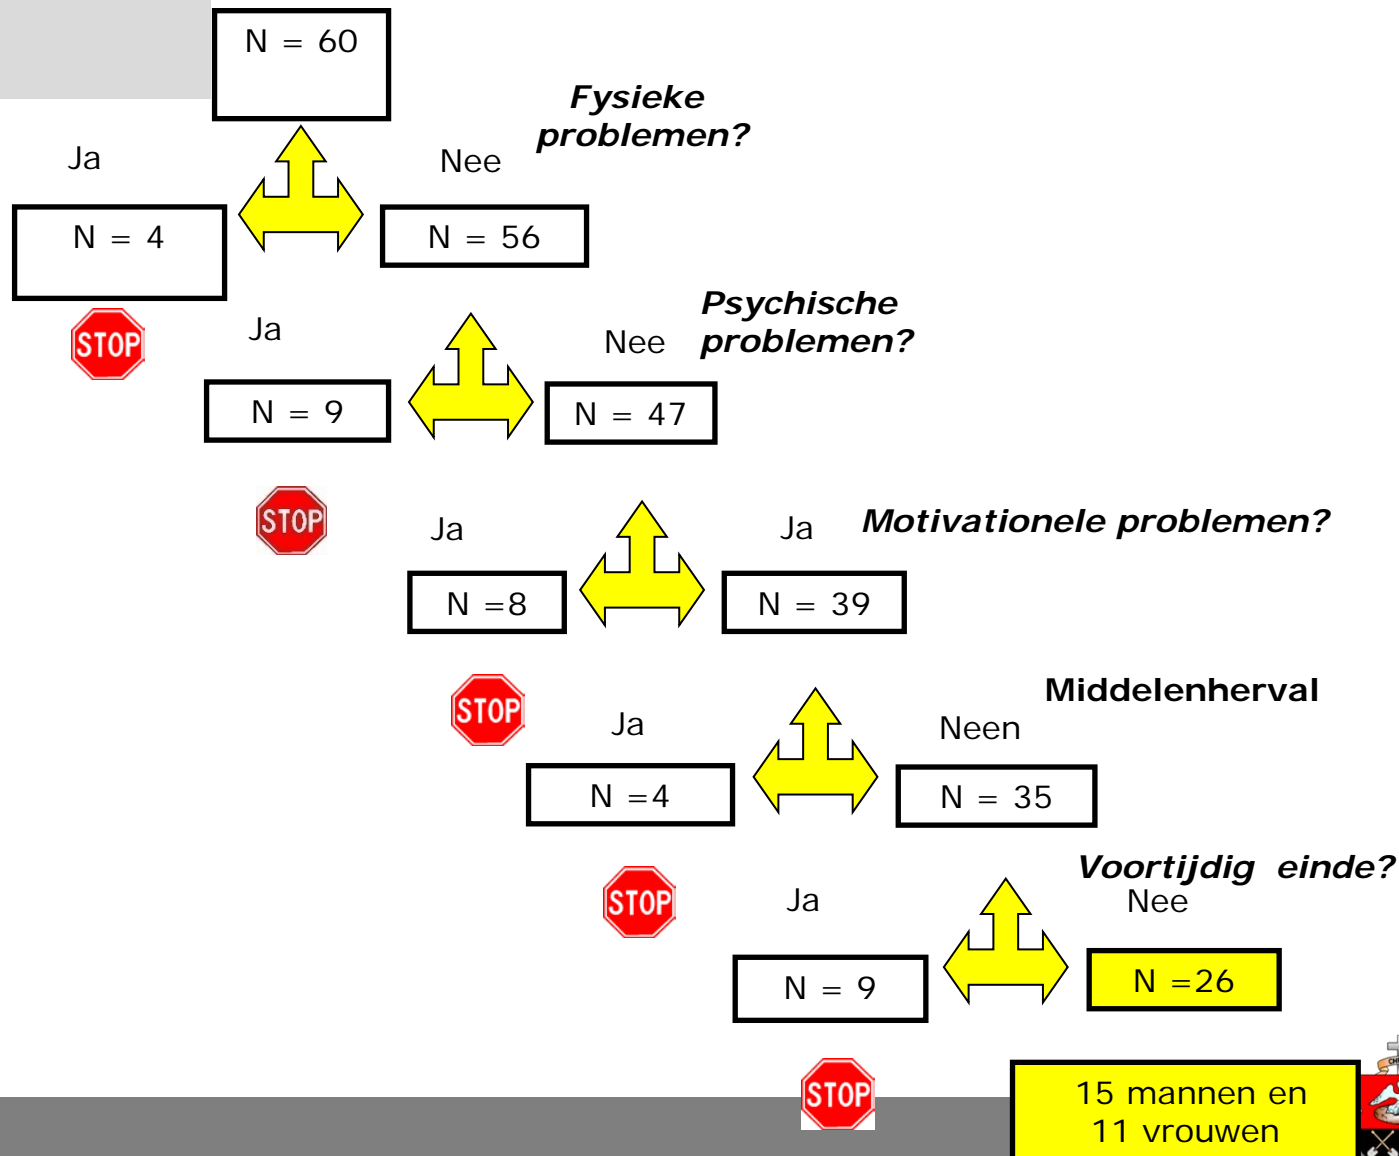 N = 60
Fysieke
problemen?
Ja
Nee
N = 4
N = 56
STOP
Psychische
problemen?
Ja
Nee
N = 9
N = 47
STOP
Motivationele problemen?
Ja
Ja
N =8
N = 39
STOP
Middelenherval
Ja
Neen
N =4
N = 35
STOP
Voortijdig einde?
Ja
Nee
N = 9
N =26
STOP
15 mannen en
11 vrouwen